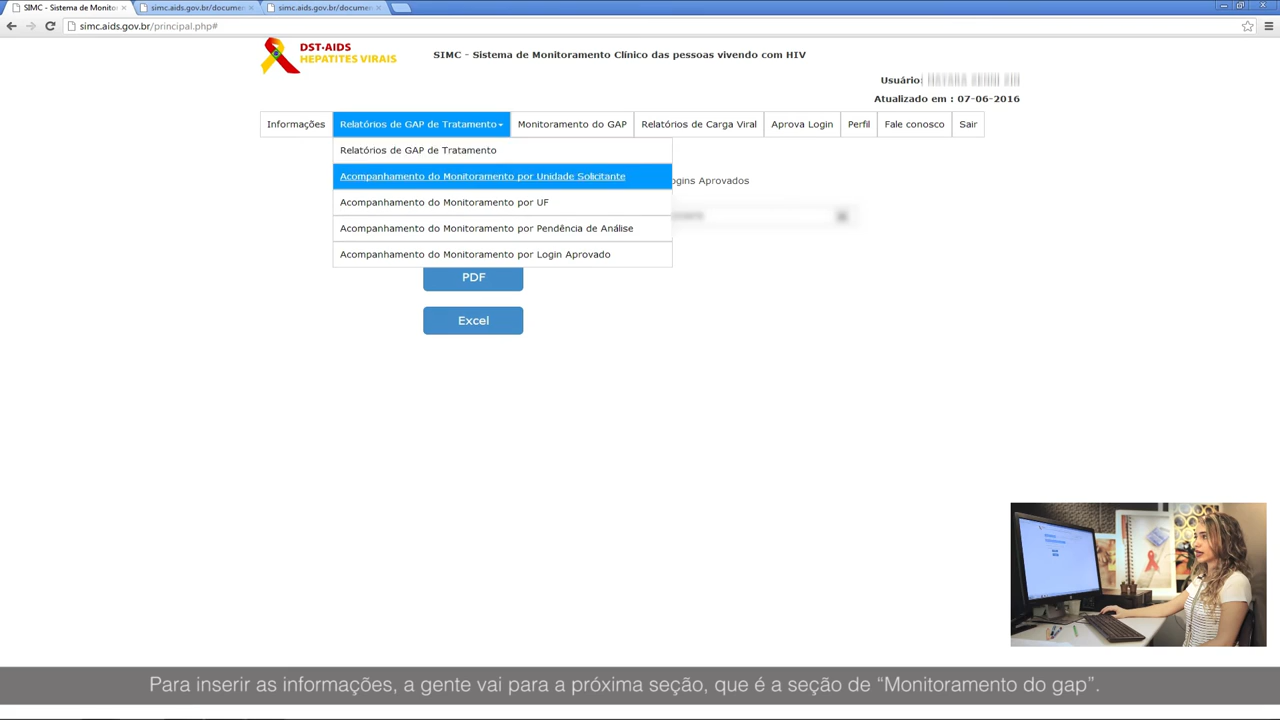 SIMC - Sistema de Monito
simc.aids.gov.br/documen
simc.aids.gov.br/documen
simc.aids.gov.br/principal.php#
DST·AIDS
HEPATITES VIRAIS
SIMC - Sistema de Monitoramento Clínico das pessoas vivendo com HIV
Usuário:
Atualizado em : 07-06-2016
Informações
Relatórios de GAP de Tratamento
Monitoramento do GAP
Relatórios de Carga Viral
Aprova Login
Perfil
Fale conosco
Sair
Relatórios de GAP de Tratamento
Acompanhamento do Monitoramento por Unidade Solicitante
ogins Aprovados
Acompanhamento do Monitoramento por UF
Acompanhamento do Monitoramento por Pendência de Análise
Acompanhamento do Monitoramento por Login Aprovado
PDF
Excel
Para inserir as informações, a gente vai para a próxima seção, que é a seção de “Monitoramento do gap”.